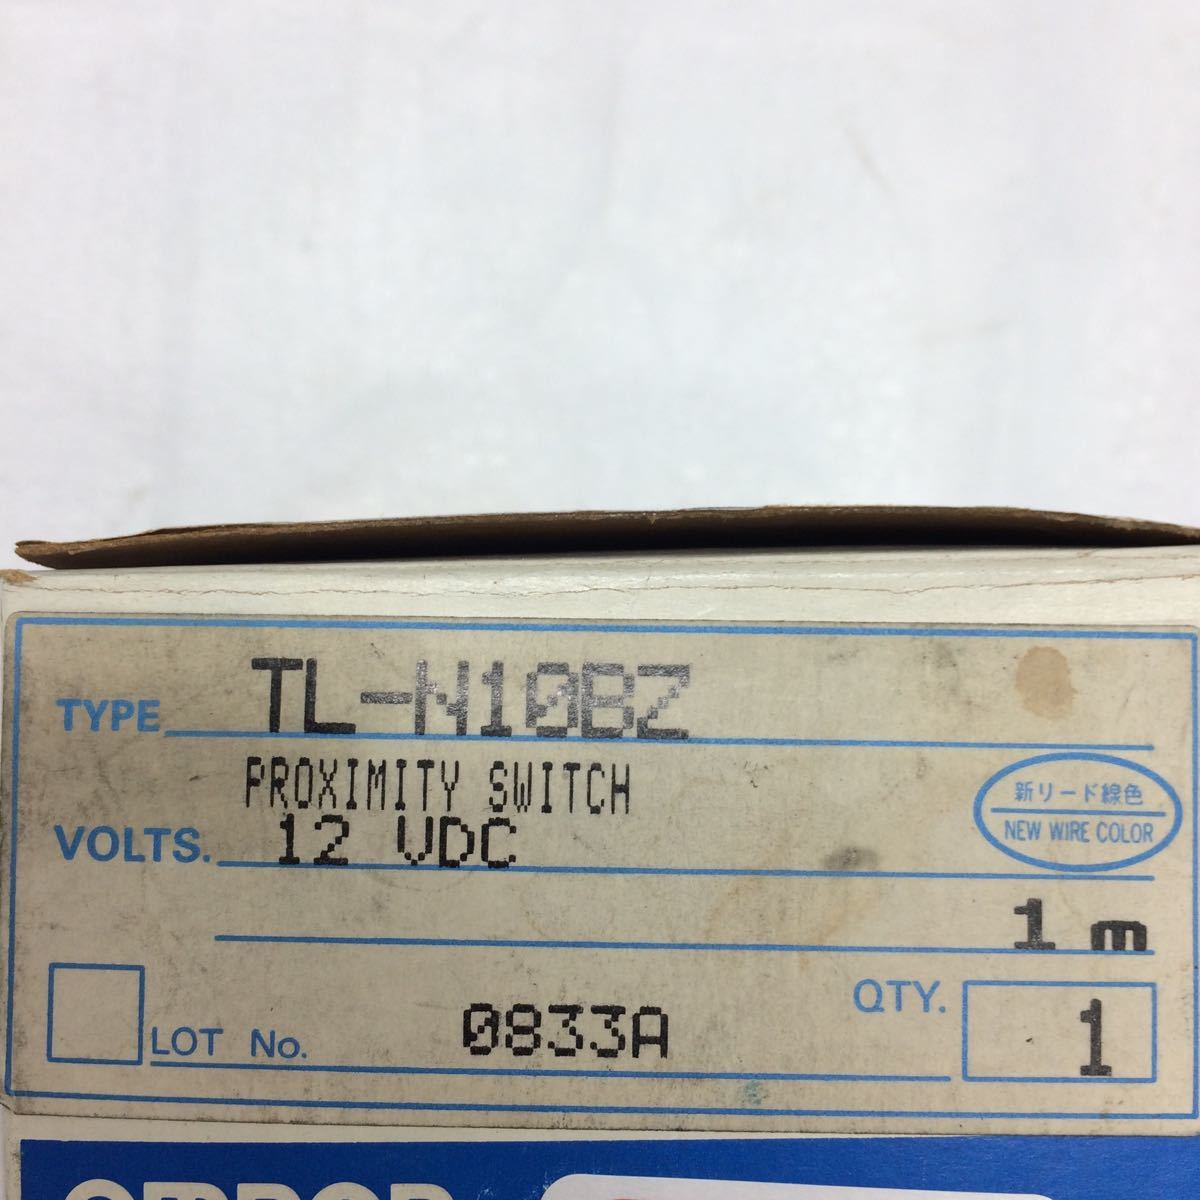 TYPE TL-N10BZ
PROXIMITY SWITCH
VOLTS. 12 VDC
新リード線色
NEW WIRE COLOR
1 m
LOT No. 0833A
QTY. 1
OMRON